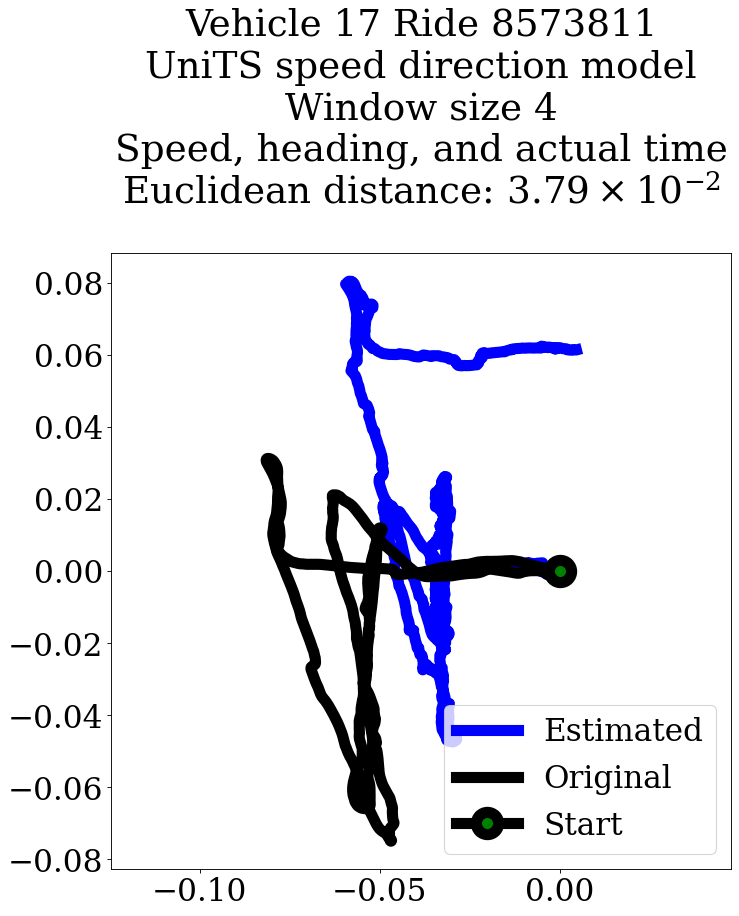 Vehicle 17 Ride 8573811
UniTS speed direction model
Window size 4
Speed, heading, and actual time
Euclidean distance: 3.79 × 10⁻²
0.08
0.06
0.04
0.02
0.00
−0.02
−0.04
−0.06
−0.08
Estimated
Original
Start
−0.10 −0.05 0.00